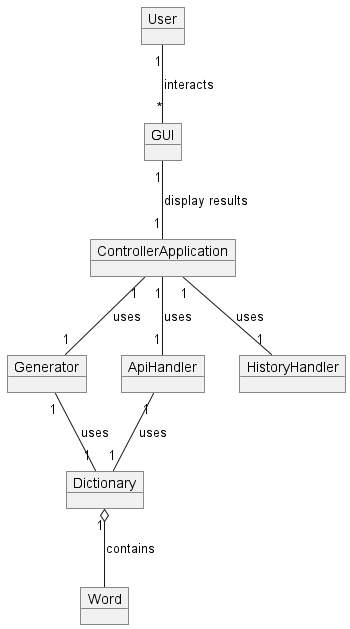 User
1
interacts
*
GUI
1
display results
1
ControllerApplication
1 1 1
uses uses uses
1 1 1
Generator ApiHandler HistoryHandler
1 1
uses uses
1 1
Dictionary
1
contains
Word